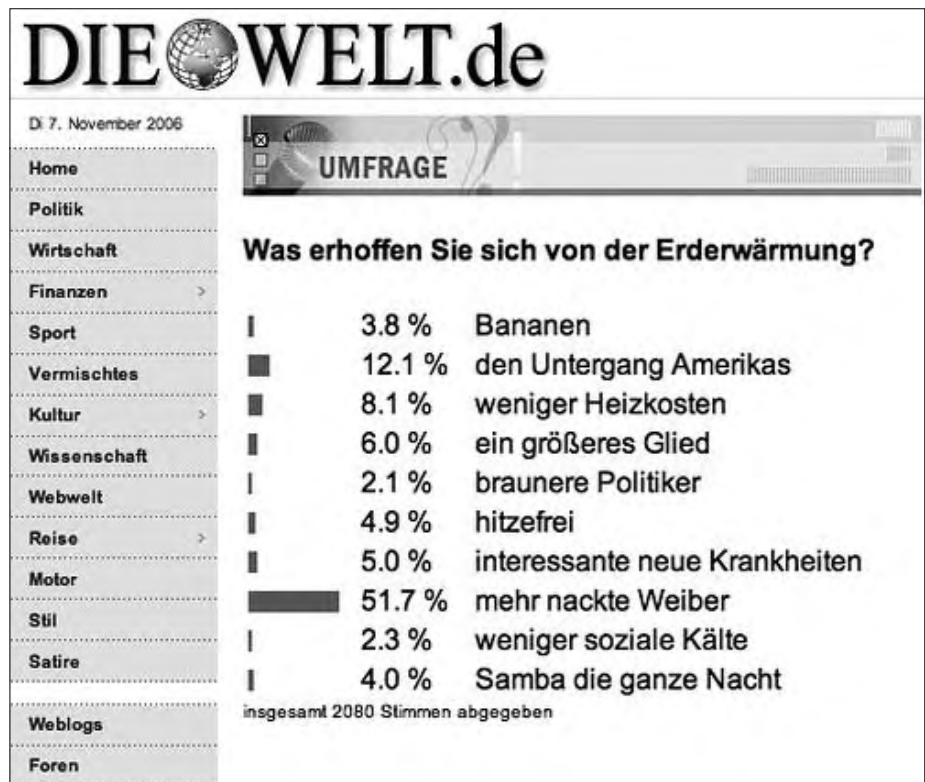 DIE WELT.de
Di 7. November 2006
Home
Politik
Wirtschaft
Finanzen >
Sport
Vermischtes
Kultur >
Wissenschaft
Webwelt
Reise >
Motor
Stil
Satire
Weblogs
Foren
UMFRAGE
Was erhoffen Sie sich von der Erderwärmung?
3.8 % Bananen
12.1 % den Untergang Amerikas
8.1 % weniger Heizkosten
6.0 % ein größeres Glied
2.1 % braunere Politiker
4.9 % hitzefrei
5.0 % interessante neue Krankheiten
51.7 % mehr nackte Weiber
2.3 % weniger soziale Kälte
4.0 % Samba die ganze Nacht
insgesamt 2080 Stimmen abgegeben